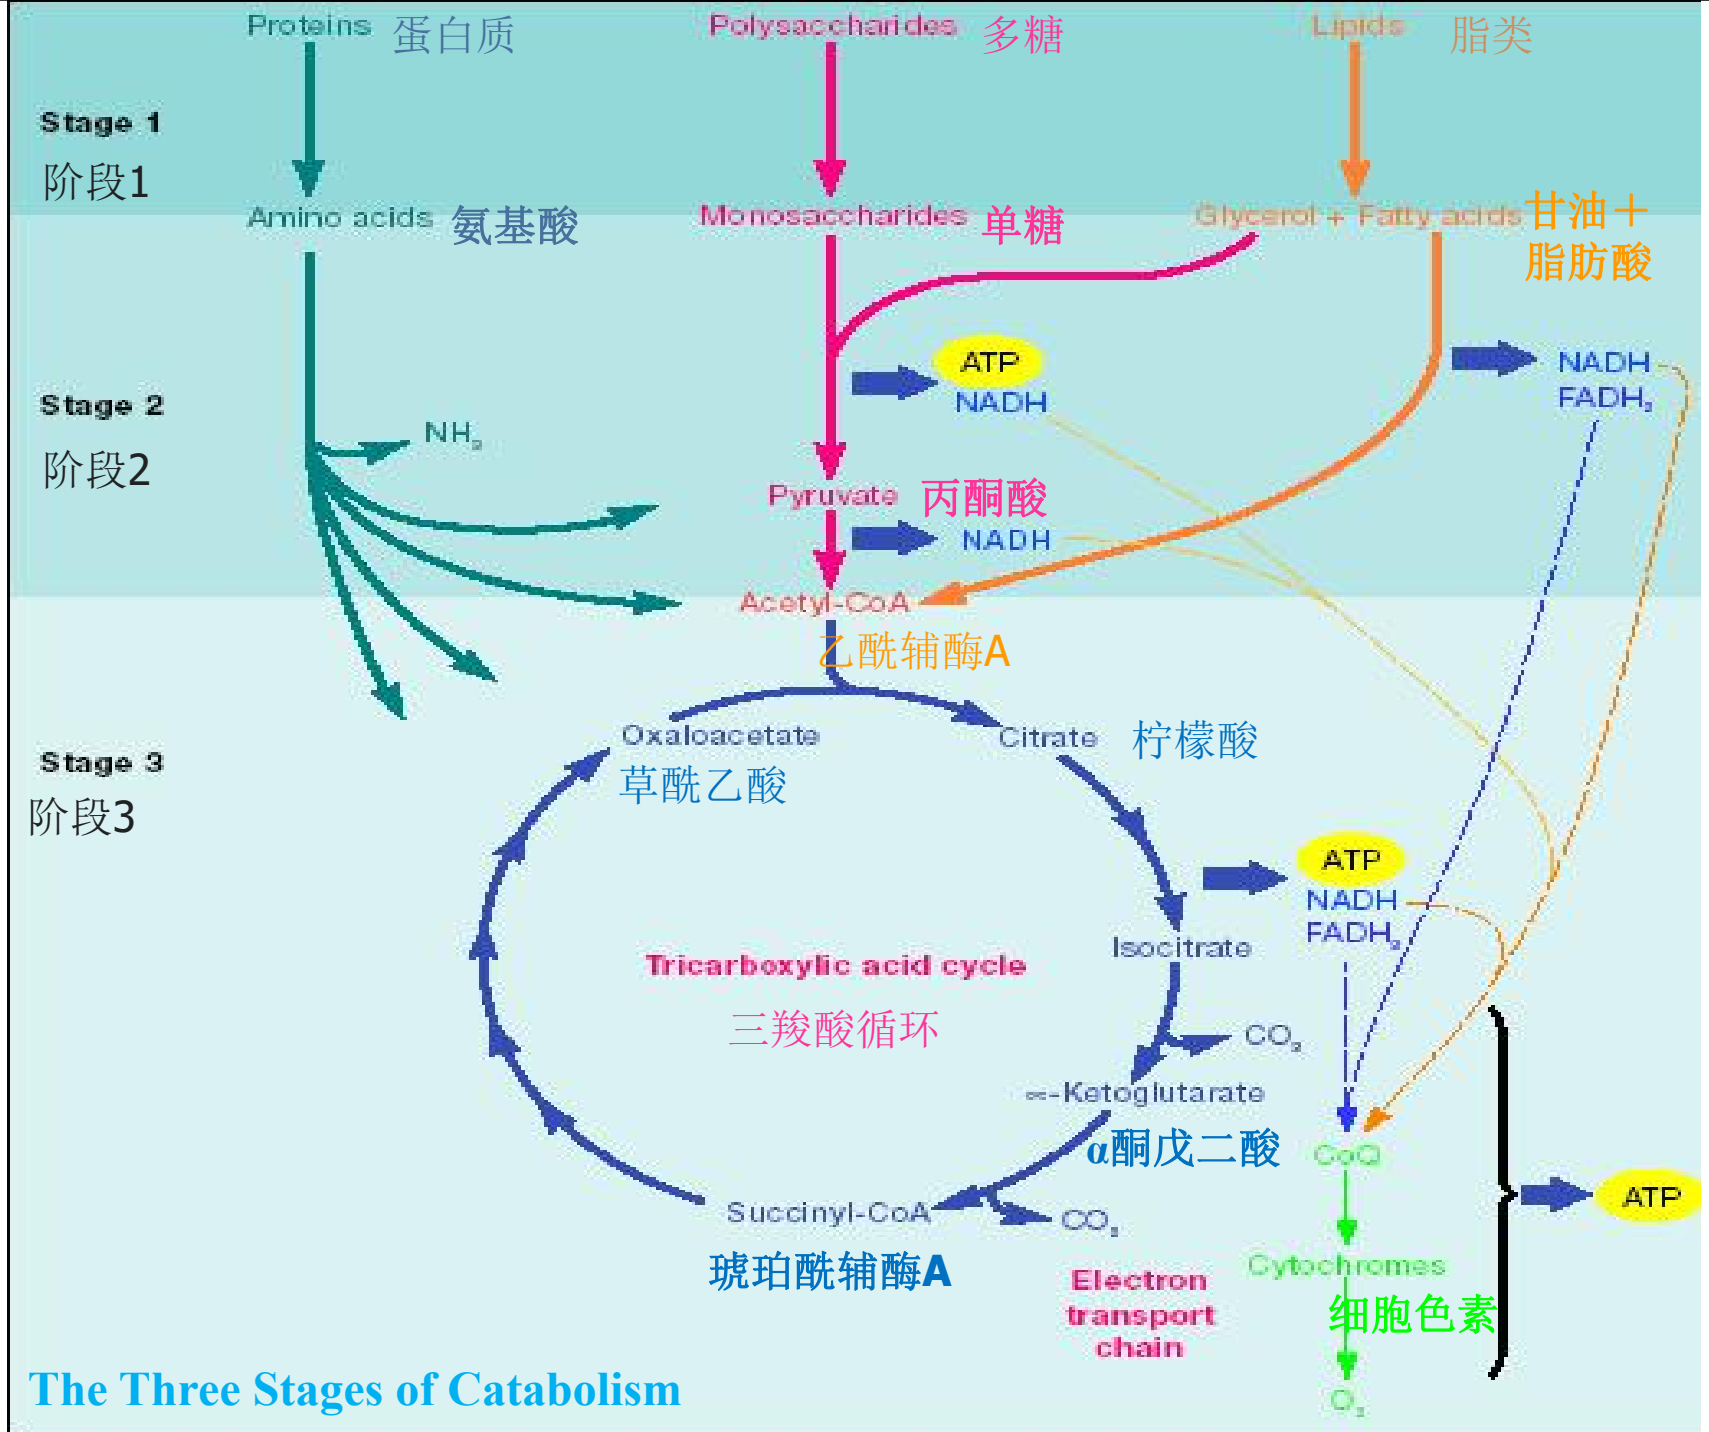 Proteins 蛋白质
Polysaccharides 多糖
Lipids 脂类
Stage 1
阶段1
Amino acids 氨基酸
Monosaccharides 单糖
Glycerol + Fatty acids 甘油＋
脂肪酸
ATP
NADH
NADH
FADH₂
Stage 2
阶段2
NH₃
Pyruvate 丙酮酸
NADH
Acetyl-CoA
乙酰辅酶A
Oxaloacetate
草酰乙酸
Citrate 柠檬酸
Stage 3
阶段3
ATP
NADH
FADH₂
Isocitrate
Tricarboxylic acid cycle
三羧酸循环
CO₂
∝-Ketoglutarate
α酮戊二酸
CoQ
ATP
Succinyl-CoA
CO₂
琥珀酰辅酶A
Cytochromes
细胞色素
Electron
transport
chain
O₂
The Three Stages of Catabolism